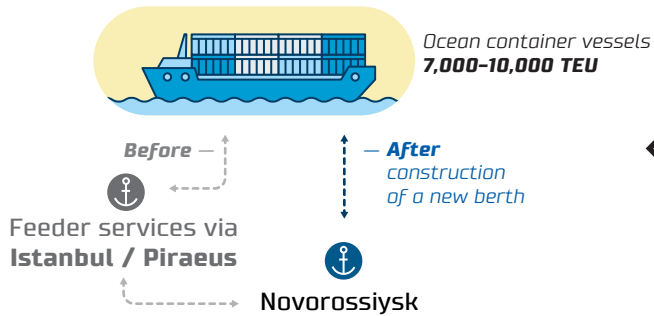 Ocean container vessels
7,000–10,000 TEU
Before —
— After
construction
of a new berth
Feeder services via
Istanbul / Piraeus
Novorossiysk